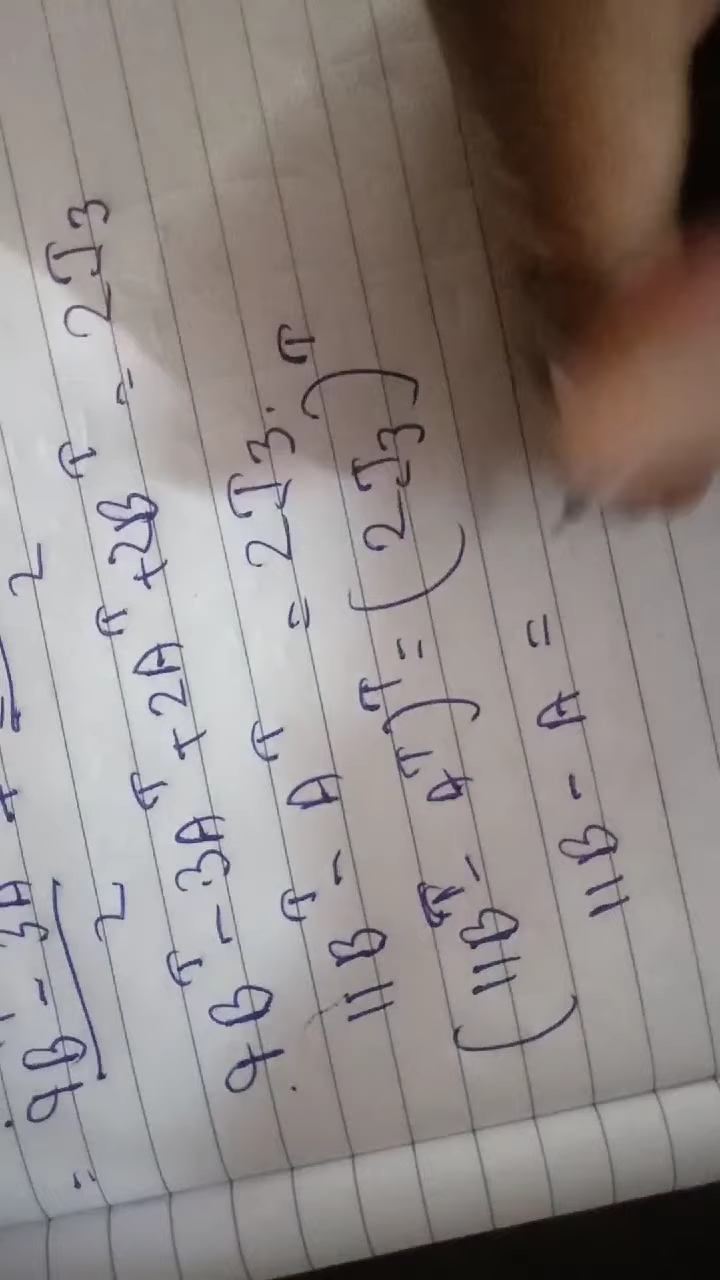 = 9B^T - 3A^T / 2
9B^T - 3A^T + 2A^T + 2B^T = 2I₃
11B^T - A^T = 2I₃.
(11B^T - A^T)^T = (2I₃)^T
11B - A =